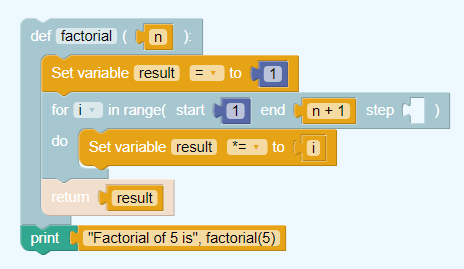 def factorial ( n ):
Set variable result = to 1
for i in range( start 1 end n + 1 step )
do Set variable result *= to i
return result
print "Factorial of 5 is", factorial(5)